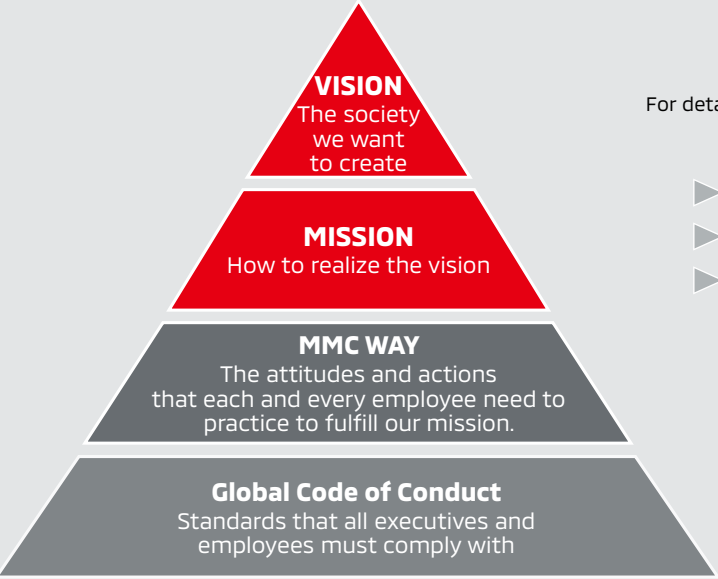 VISION
The society
we want
to create
For deta
MISSION
How to realize the vision
MMC WAY
The attitudes and actions
that each and every employee need to
practice to fulfill our mission.
Global Code of Conduct
Standards that all executives and
employees must comply with